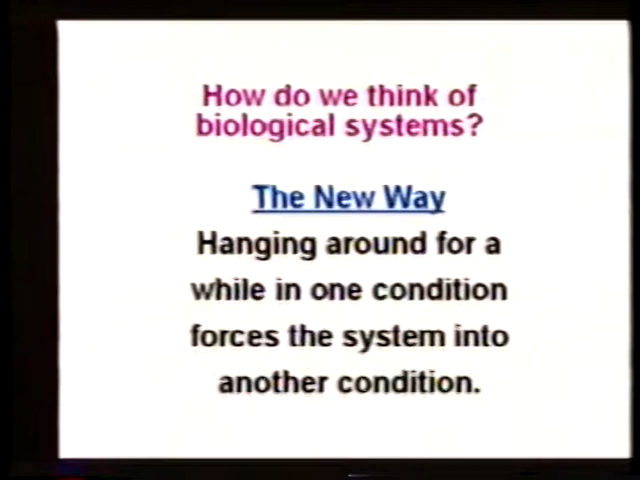 How do we think of
biological systems?
The New Way
Hanging around for a
while in one condition
forces the system into
another condition.